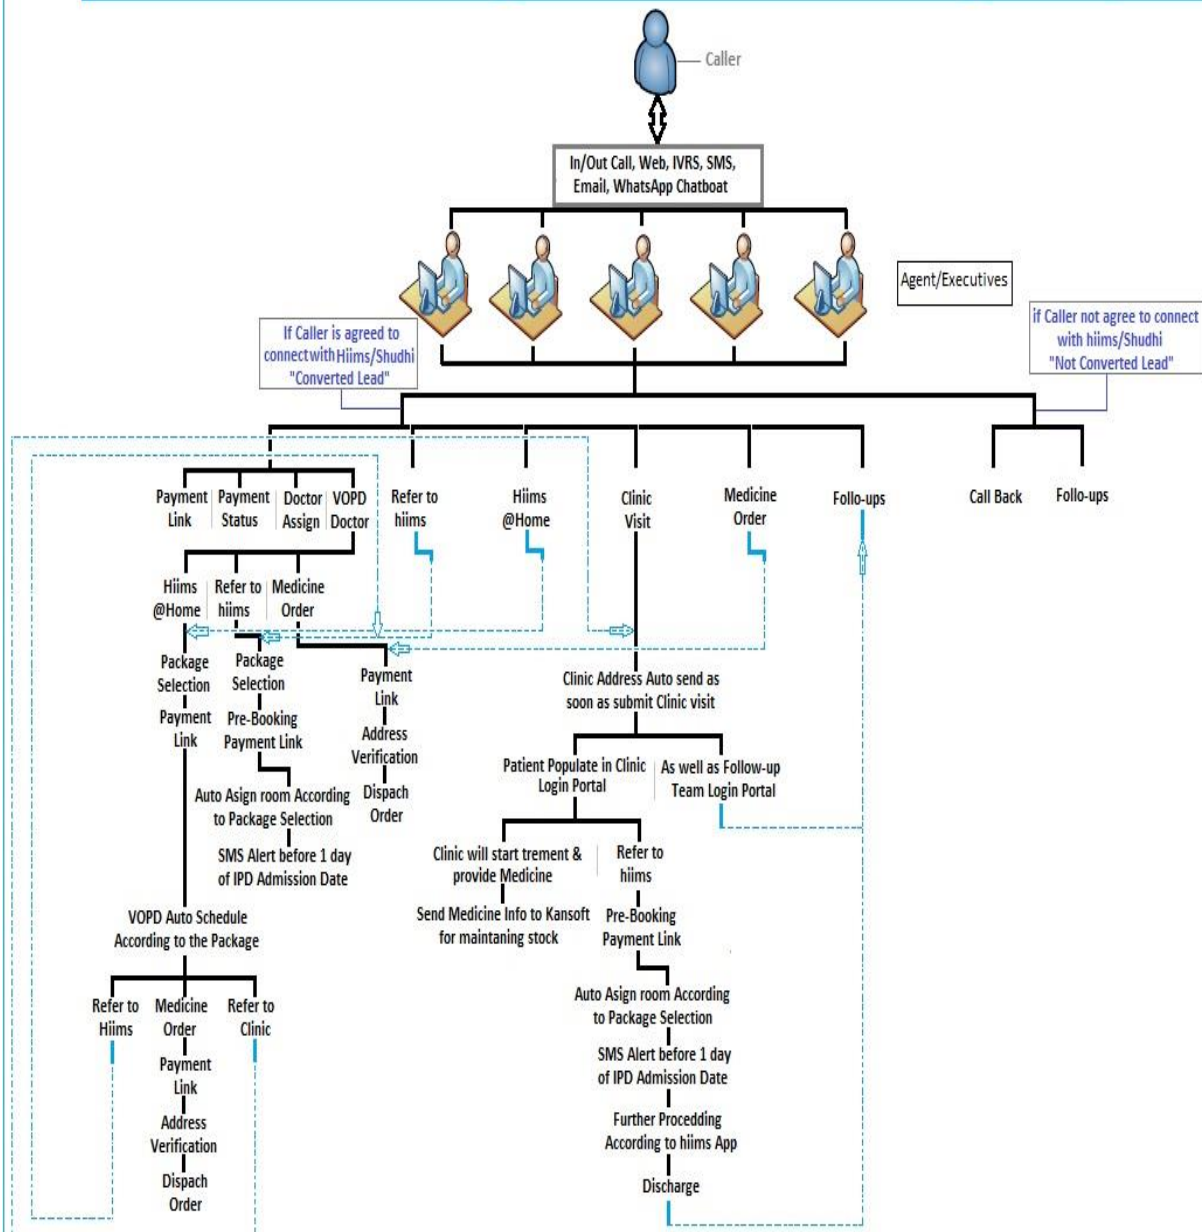 Caller
In/Out Call, Web, IVRS, SMS,
Email, WhatsApp Chatboat
Agent/Executives
If Caller is agreed to
connect with Hiims/Shudhi
"Converted Lead"
if Caller not agree to connect
with hiims/Shudhi
"Not Converted Lead"
Payment
Link
Payment
Status
Doctor
Assign
VOPD
Doctor
Refer to
hiims
Hiims
@Home
Clinic
Visit
Medicine
Order
Follo-ups
Call Back
Follo-ups
Hiims
@Home
Refer to
hiims
Medicine
Order
Package
Selection
Payment
Link
Package
Selection
Pre-Booking
Payment Link
Auto Asign room According
to Package Selection
SMS Alert before 1 day
of IPD Admission Date
Payment
Link
Address
Verification
Dispach
Order
Clinic Address Auto send as
soon as submit Clinic visit
Patient Populate in Clinic
Login Portal
As well as Follow-up
Team Login Portal
Clinic will start trement &
provide Medicine
Send Medicine Info to Kansoft
for maintaning stock
Refer to
hiims
Pre-Booking
Payment Link
Auto Asign room According
to Package Selection
SMS Alert before 1 day
of IPD Admission Date
Further Procedding
According to hiims App
Discharge
VOPD Auto Schedule
According to the Package
Refer to
Hiims
Medicine
Order
Refer to
Clinic
Payment
Link
Address
Verification
Dispach
Order